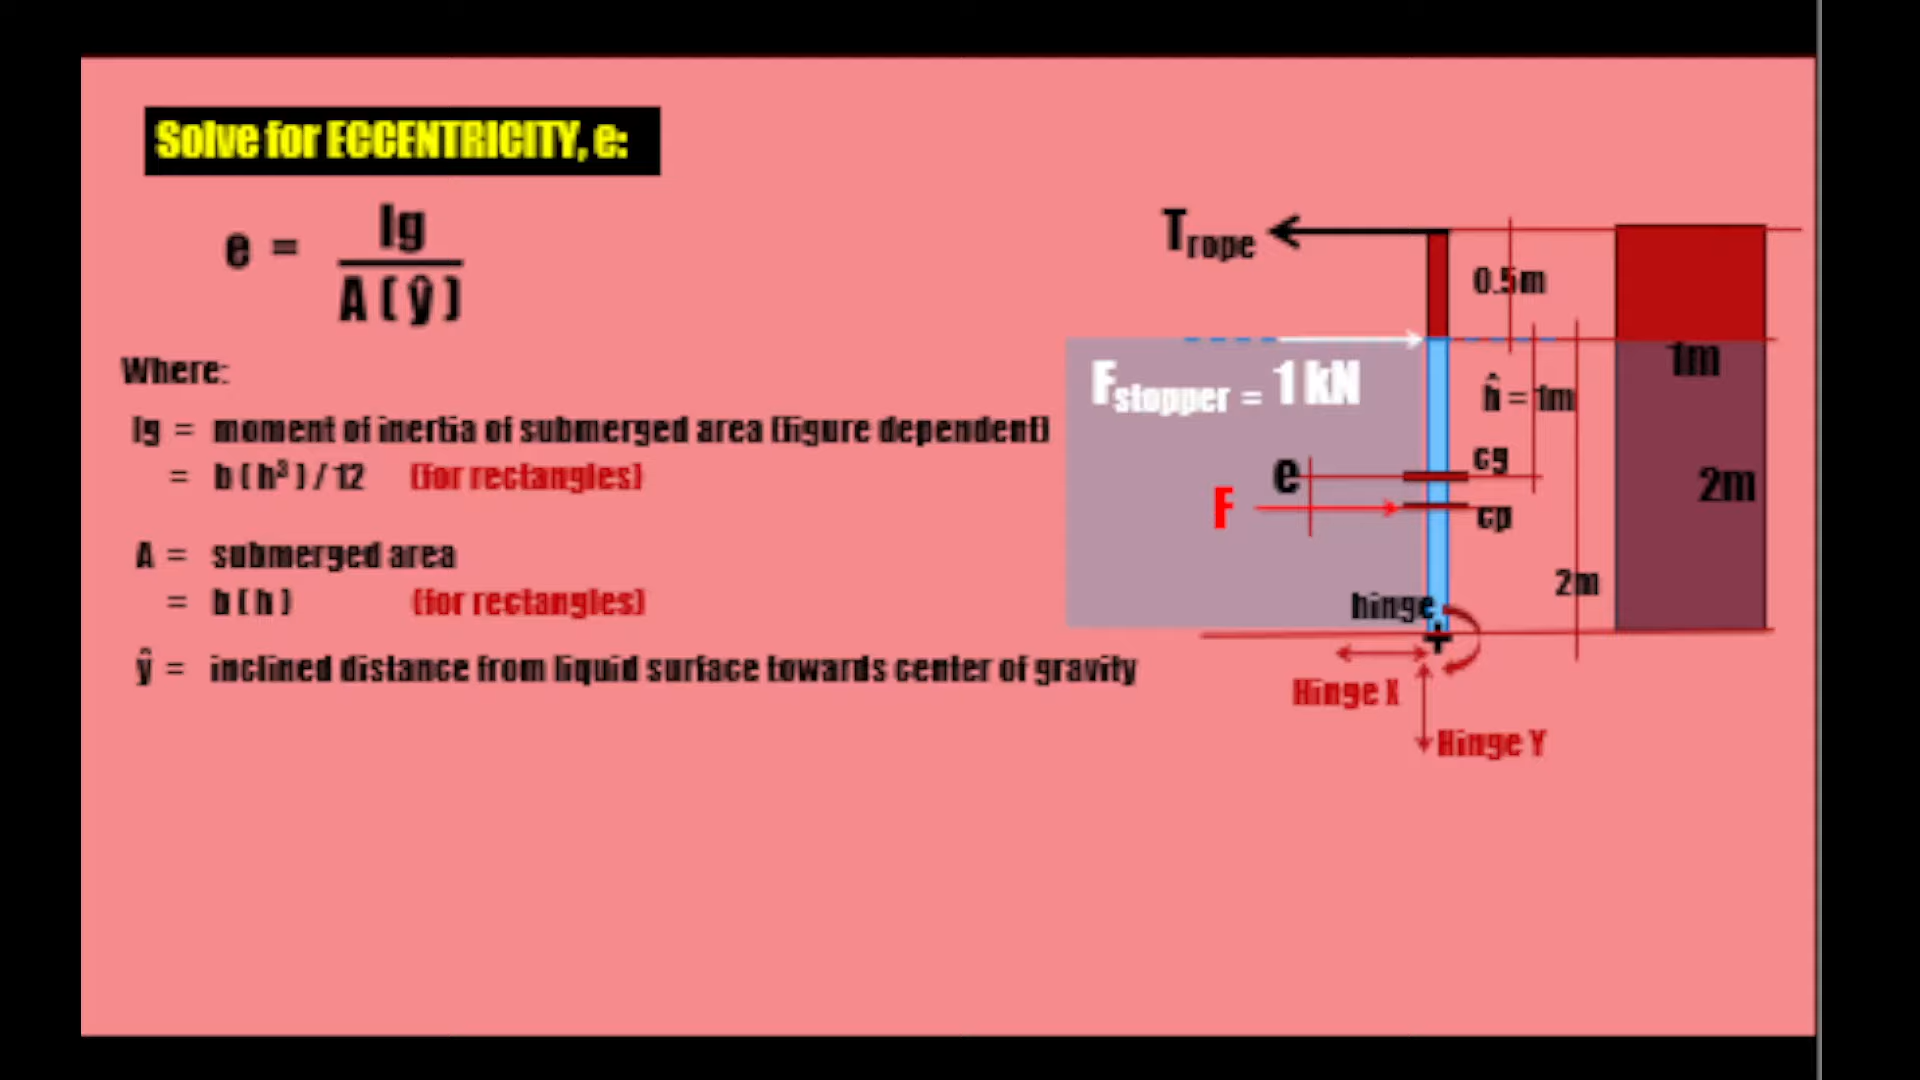 Solve for ECCENTRICITY, e:
e = Ig
A ( ŷ )
Where:
Ig = moment of inertia of submerged area (figure dependent)
= b ( h³ ) / 12 (for rectangles)
A = submerged area
= b ( h ) (for rectangles)
ŷ = inclined distance from liquid surface towards center of gravity
Trope
0.5m
1m
Fstopper = 1 kN
ĥ = 1m
cg
e
2m
F
cp
2m
hinge
Hinge X
Hinge Y